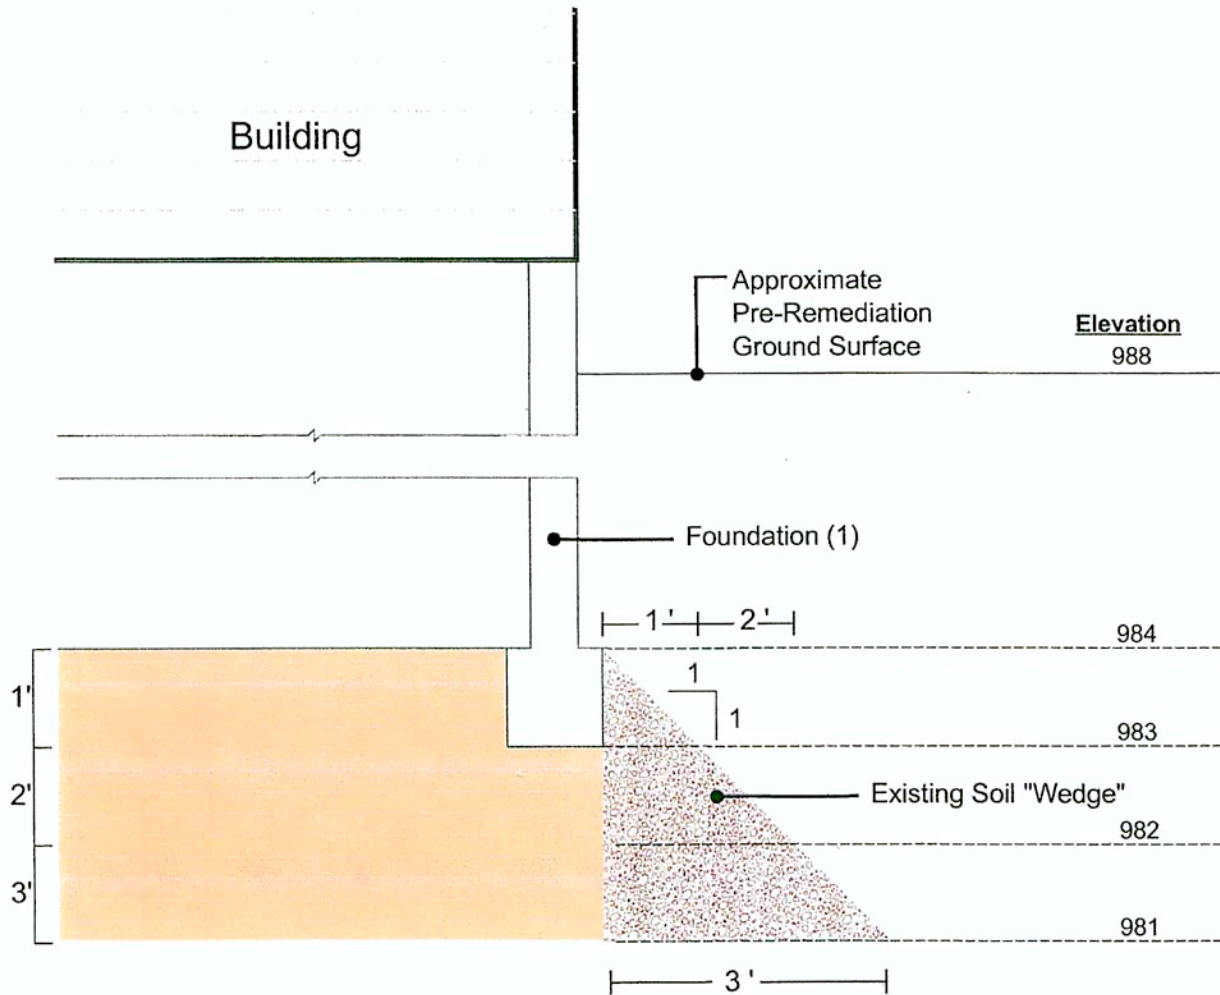 Building
Approximate
Pre-Remediation
Ground Surface
Elevation
988
Foundation (1)
1 '
2 '
984
1'
1
1
983
Existing Soil "Wedge"
2'
982
3'
981
3 '